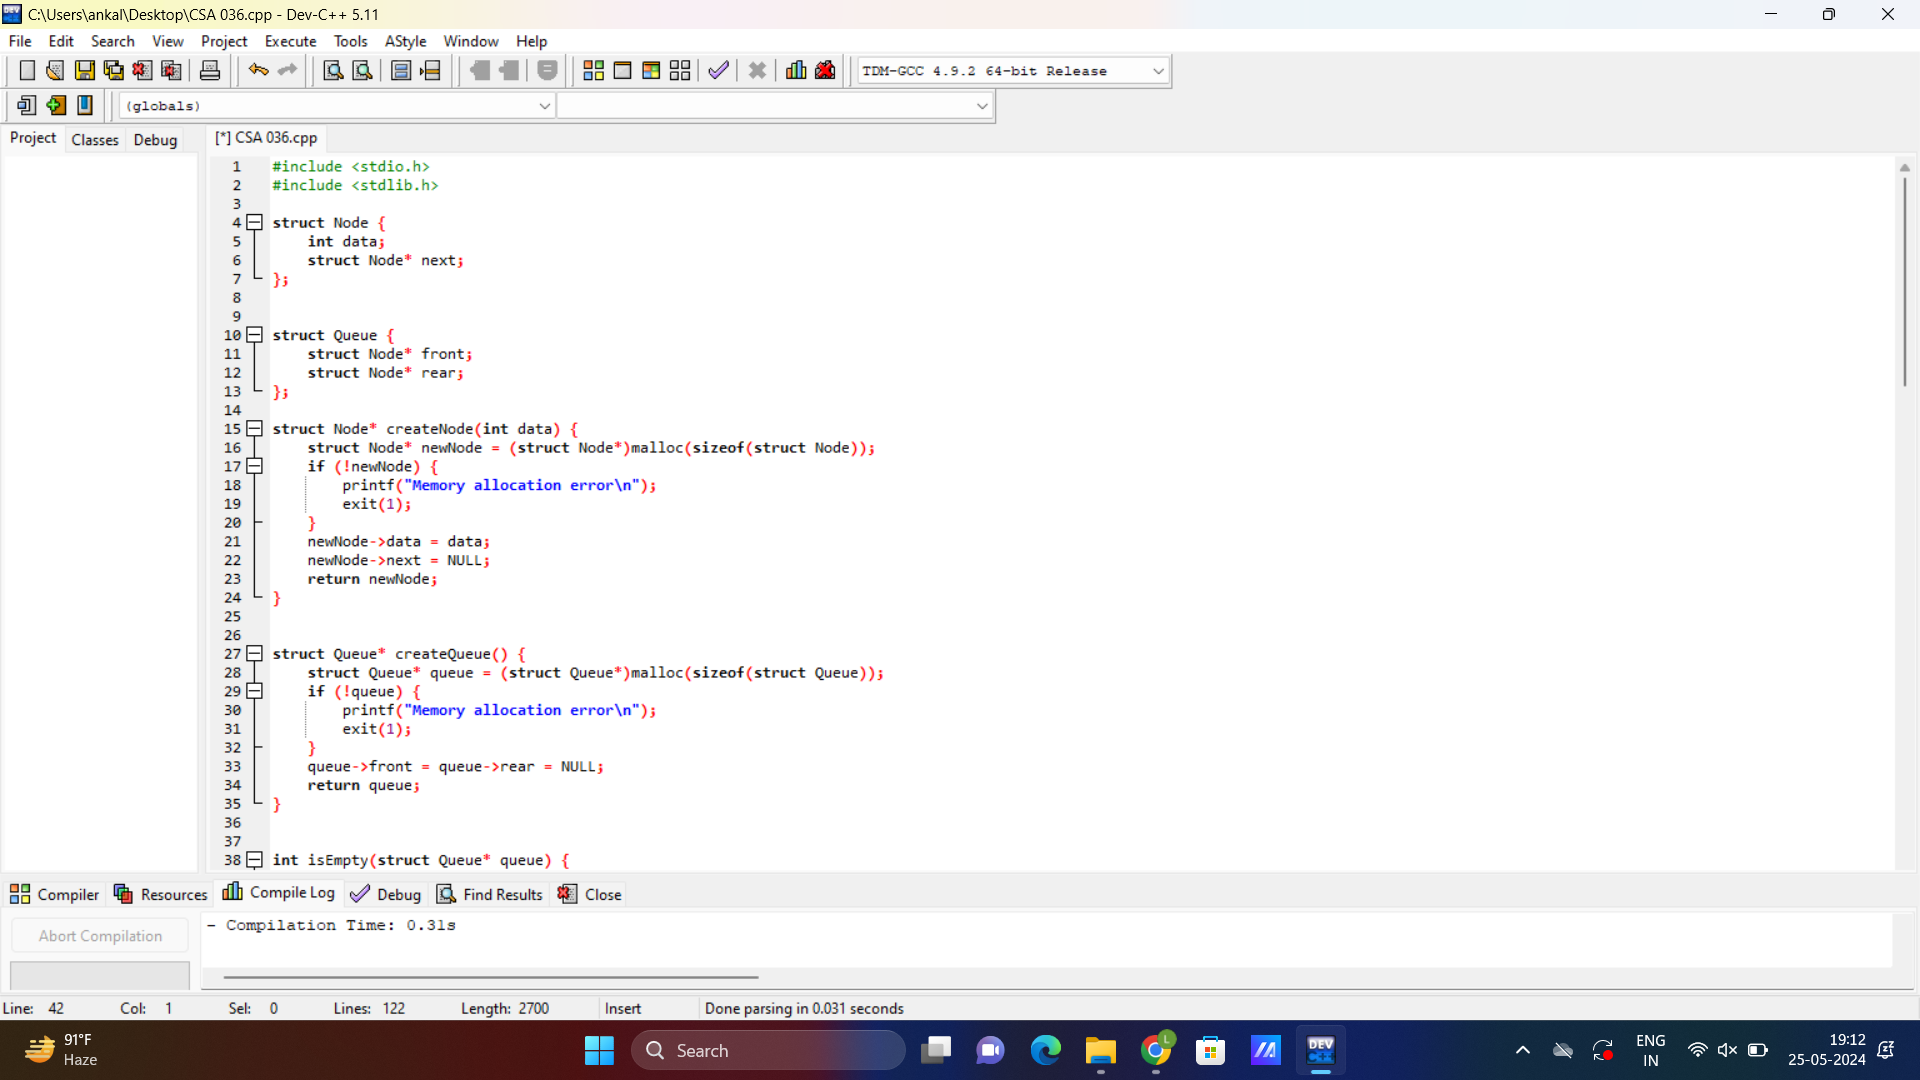 C:\Users\ankal\Desktop\CSA 036.cpp - Dev-C++ 5.11
File Edit Search View Project Execute Tools AStyle Window Help
TDM-GCC 4.9.2 64-bit Release
(globals)
Project Classes Debug [*] CSA 036.cpp
1 #include <stdio.h>
2 #include <stdlib.h>
3
4 struct Node {
5 int data;
6 struct Node* next;
7 };
8
9
10 struct Queue {
11 struct Node* front;
12 struct Node* rear;
13 };
14
15 struct Node* createNode(int data) {
16 struct Node* newNode = (struct Node*)malloc(sizeof(struct Node));
17 if (!newNode) {
18 printf("Memory allocation error\n");
19 exit(1);
20 }
21 newNode->data = data;
22 newNode->next = NULL;
23 return newNode;
24 }
25
26
27 struct Queue* createQueue() {
28 struct Queue* queue = (struct Queue*)malloc(sizeof(struct Queue));
29 if (!queue) {
30 printf("Memory allocation error\n");
31 exit(1);
32 }
33 queue->front = queue->rear = NULL;
34 return queue;
35 }
36
37
38 int isEmpty(struct Queue* queue) {
Compiler Resources Compile Log Debug Find Results Close
Abort Compilation
- Compilation Time: 0.31s
Line: 42 Col: 1 Sel: 0 Lines: 122 Length: 2700 Insert Done parsing in 0.031 seconds
91°F
Haze
Search
DEV
C++
L
ENG
IN
19:12
25-05-2024